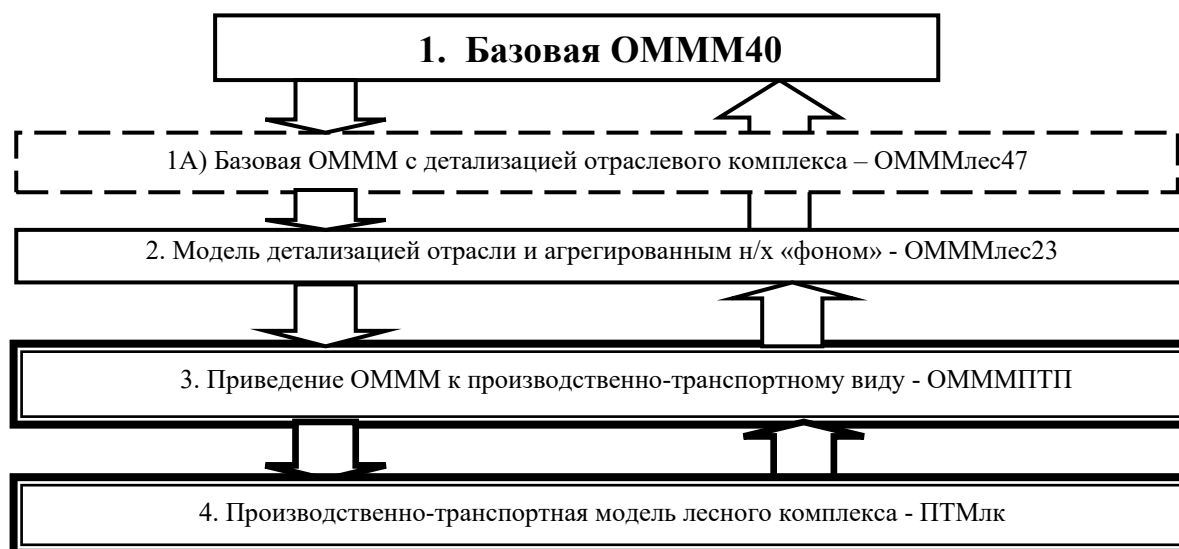 1. Базовая ОМММ40
1А) Базовая ОМММ с детализацией отраслевого комплекса – ОМММлес47
2. Модель детализацией отрасли и агрегированным н/х «фоном» - ОМММлес23
3. Приведение ОМММ к производственно-транспортному виду - ОМММПТП
4. Производственно-транспортная модель лесного комплекса - ПТМлк